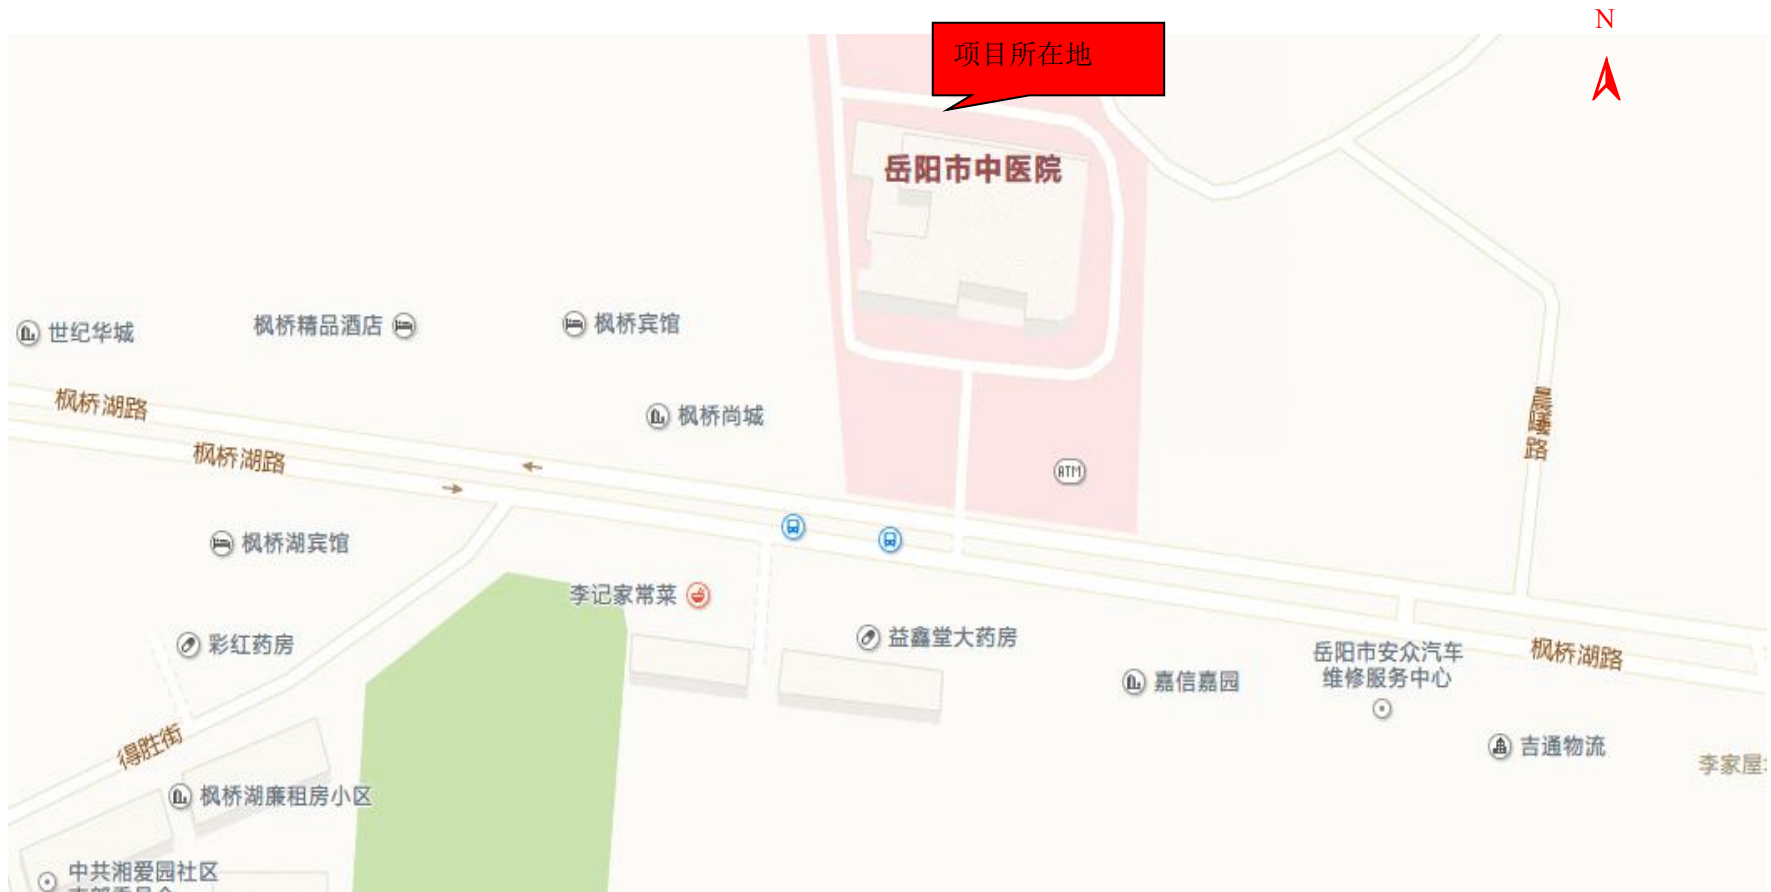 N
项目所在地
岳阳市中医院
世纪华城
枫桥精品酒店
枫桥宾馆
枫桥湖路
枫桥尚城
晨曦路
枫桥湖路
ATM
枫桥湖宾馆
李记家常菜
彩红药房
益鑫堂大药房
岳阳市安众汽车
维修服务中心
枫桥湖路
嘉信嘉园
得胜街
吉通物流
李家屋
枫桥湖廉租房小区
中共湘爱园社区